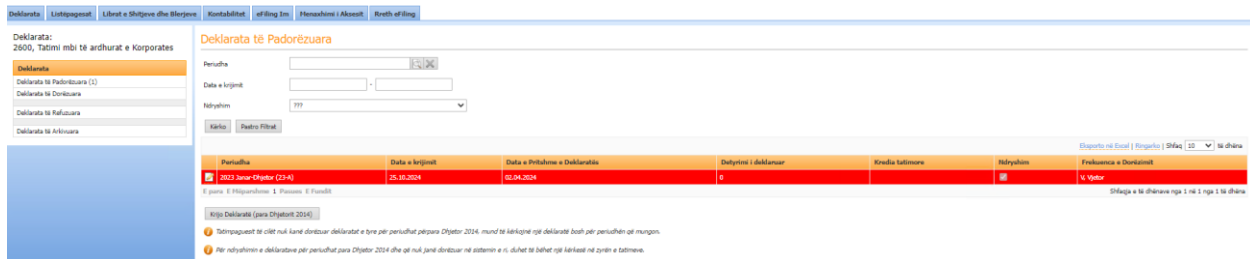 Deklarata Listëpagesat Librat e Shitjeve dhe Blerjeve Kontabilitet eFiling Im Menaxhimi i Aksesit Rreth eFiling
Deklarata:
2600, Tatimi mbi të ardhurat e Korporates
Deklarata
Deklarata të Padorëzuara (1)
Deklarata të Dorëzuara
Deklarata të Refuzuara
Deklarata të Arkivuara
Deklarata të Padorëzuara
Periudha
Data e krijimit -
Ndryshim ???
Kërko Pastro Filtrat
Eksporto në Excel | Ringarko | Shfaq 10 të dhëna
Periudha Data e krijimit Data e Pritshme e Deklaratës Detyrimi i deklaruar Kredia tatimore Ndryshim Frekuenca e Dorëzimit
2023 Janar-Dhjetor (23-A) 25.10.2024 02.04.2024 0 V, Vjetor
E para E Mëparshme 1 Pasues E Fundit Shfaqja e të dhënave nga 1 në 1 nga 1 të dhëna
Krijo Deklaratë (para Dhjetorit 2014)
Tatimpaguesit të cilët nuk kanë dorëzuar deklaratat e tyre për periudhat përpara Dhjetor 2014, mund të kërkojnë një deklaratë bosh për periudhën që mungon.
Për ndryshimin e deklaratave për periudhat para Dhjetor 2014 dhe që nuk janë dorëzuar në sistemin e ri, duhet të bëhet një kërkesë në zyrën e tatimeve.